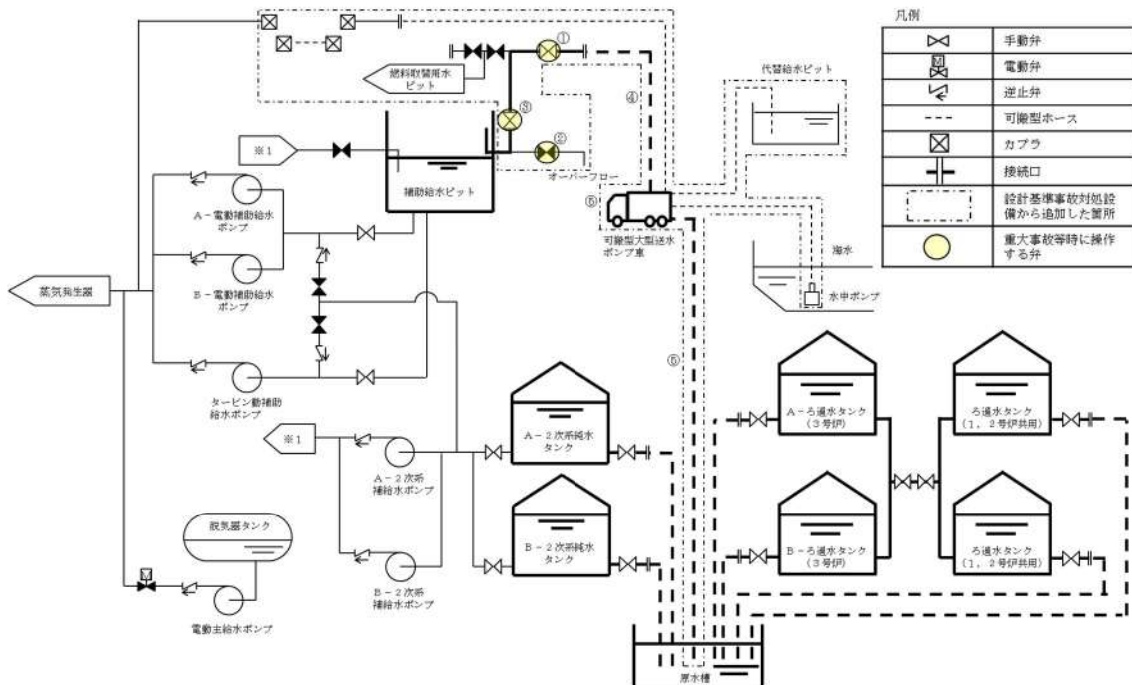 凡例
手動弁
M
電動弁
逆止弁
可搬型ホース
カプラ
接続口
設計基準事故対処設
備から追加した箇所
重大事故等時に操作
する弁
①
燃料取替用水
ピット
④
代替給水ピット
③
②
※1
オーバーフロー
補助給水ピット
⑤
可搬型大型送水
ポンプ車
海水
水中ポンプ
A-電動補助給水
ポンプ
B-電動補助給水
ポンプ
蒸気発生器
タービン動補助
給水ポンプ
⑥
※1
A-2次系
補給水ポンプ
A-2次系純水
タンク
A-ろ過水タンク
(3号炉)
ろ過水タンク
(1,2号炉共用)
B-2次系純水
タンク
B-ろ過水タンク
(3号炉)
ろ過水タンク
(1,2号炉共用)
脱気器タンク
M
B-2次系
補給水ポンプ
電動主給水ポンプ
原水槽